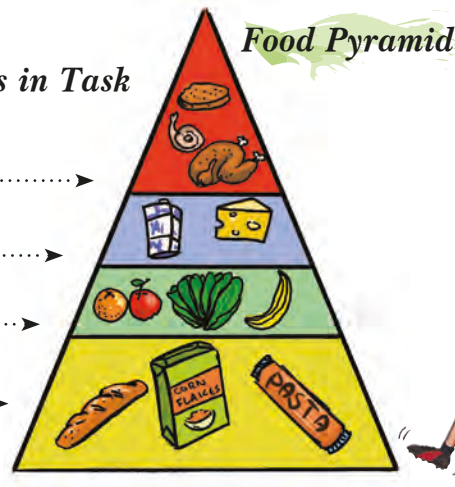 Food Pyramid
s in Task
CORN
FLAKES
PASTA